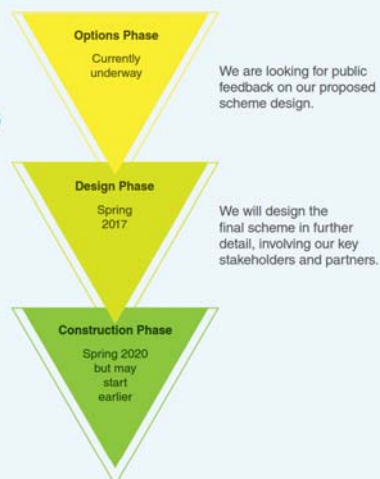 Options Phase
Currently
underway
We are looking for public
feedback on our proposed
scheme design.
Design Phase
Spring
2017
We will design the
final scheme in further
detail, involving our key
stakeholders and partners.
Construction Phase
Spring 2020
but may
start
earlier